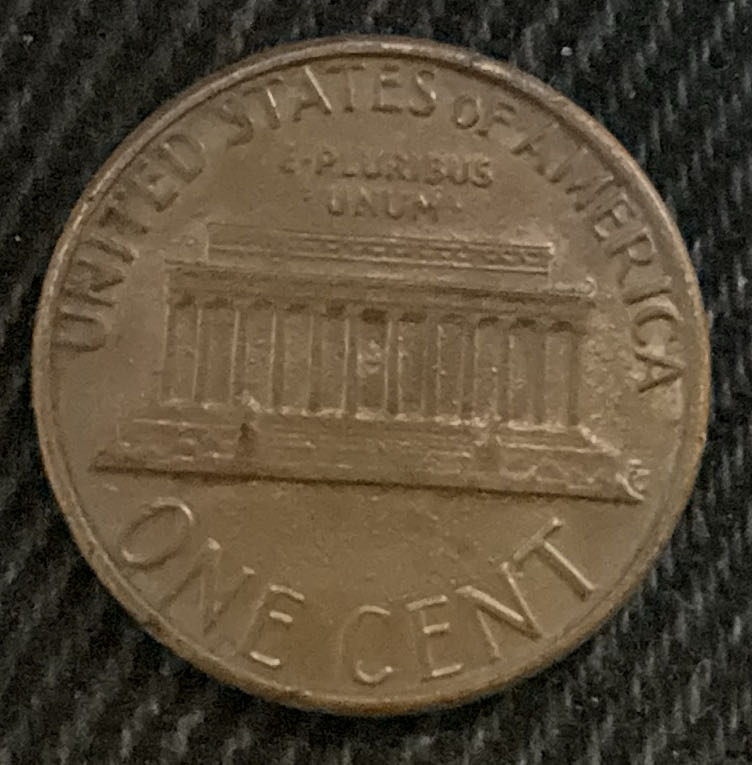 UNITED STATES OF AMERICA
E·PLURIBUS
·UNUM·
ONE CENT